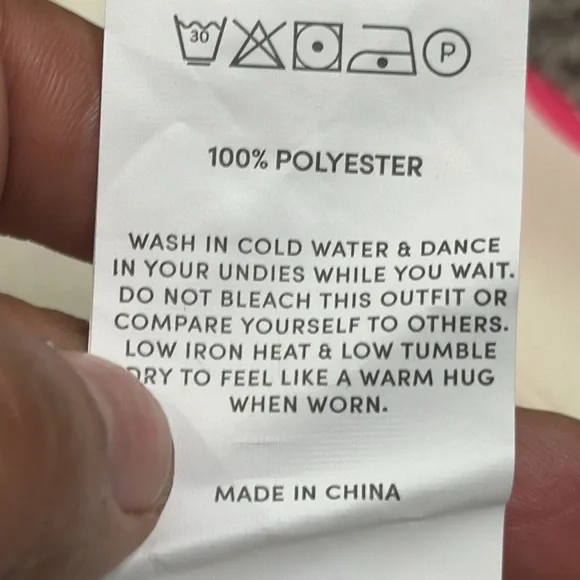 30
P
100% POLYESTER
WASH IN COLD WATER & DANCE
IN YOUR UNDIES WHILE YOU WAIT.
DO NOT BLEACH THIS OUTFIT OR
COMPARE YOURSELF TO OTHERS.
LOW IRON HEAT & LOW TUMBLE
DRY TO FEEL LIKE A WARM HUG
WHEN WORN.
MADE IN CHINA